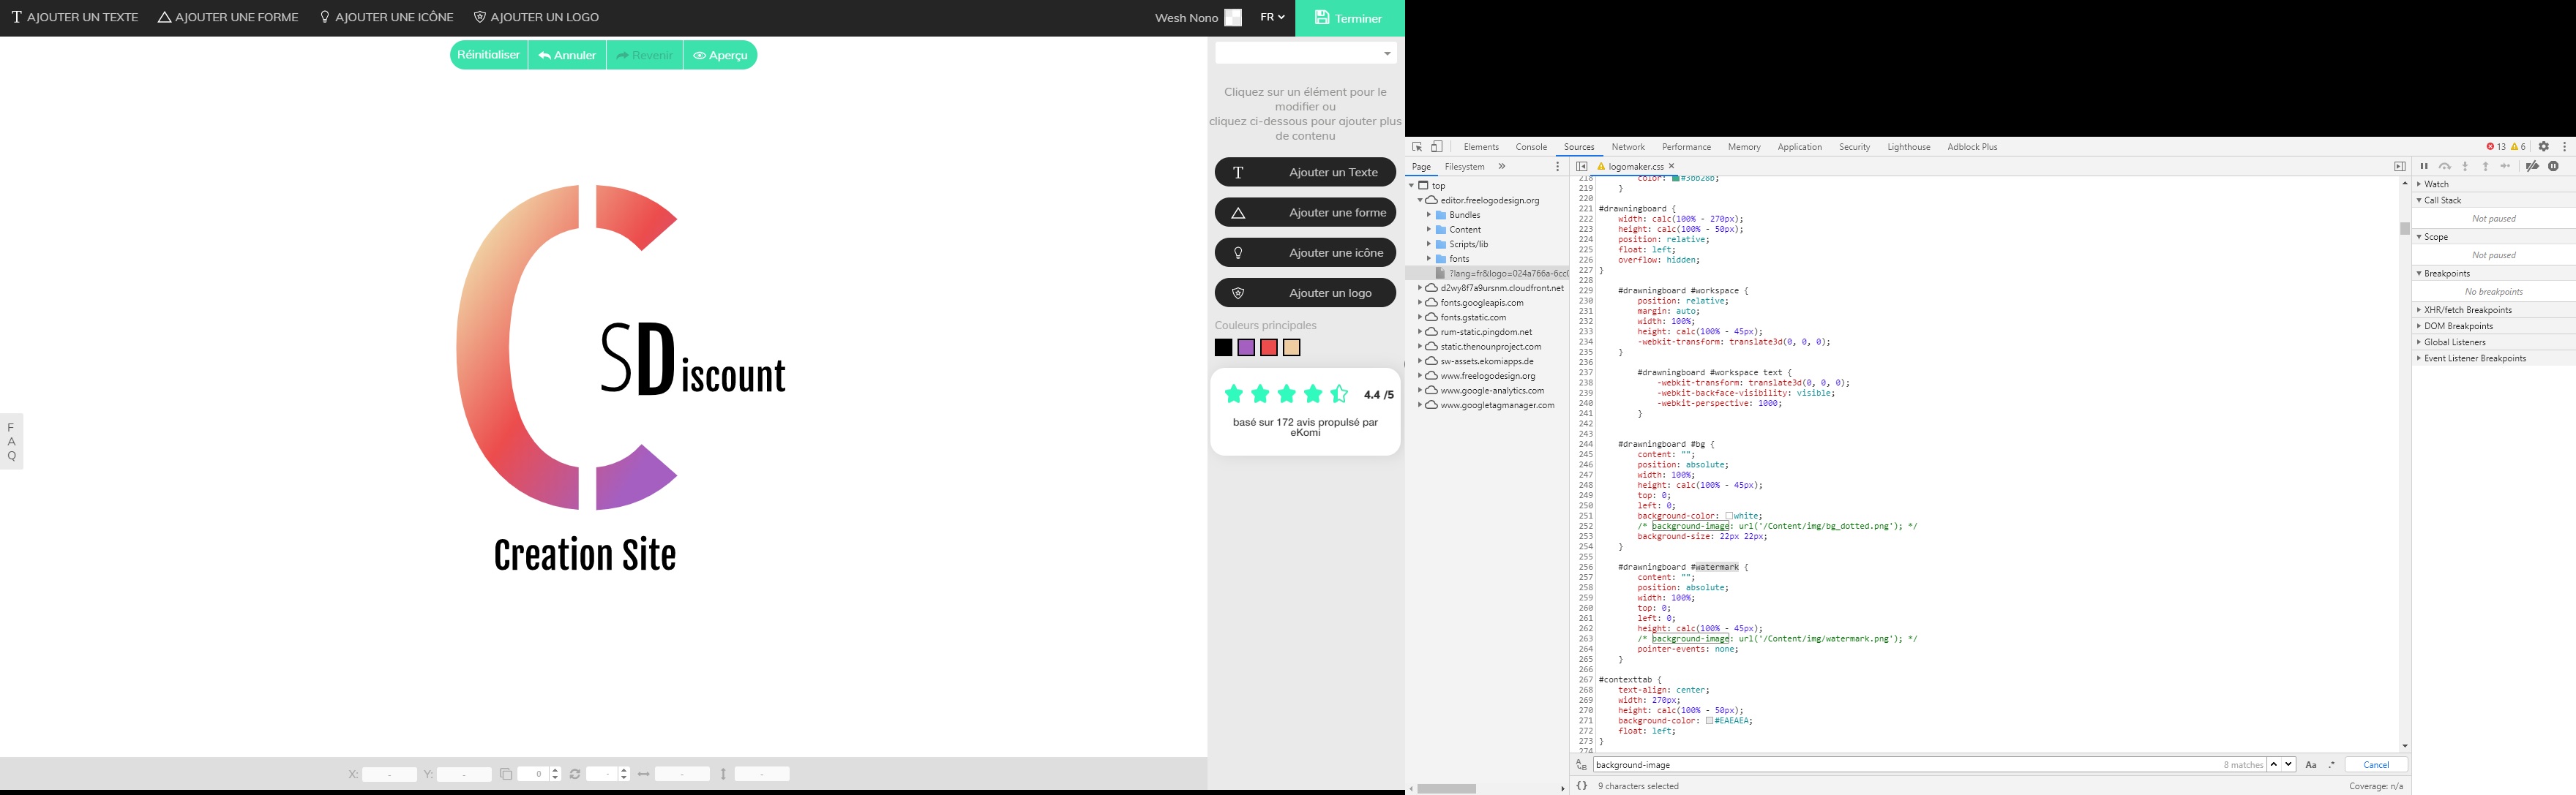 AJOUTER UN TEXTE AJOUTER UNE FORME AJOUTER UNE ICÔNE AJOUTER UN LOGO Wesh Nono FR Terminer
Réinitialiser Annuler Revenir Aperçu
Cliquez sur un élément pour le
modifier ou
cliquez ci-dessous pour ajouter plus
de contenu
T Ajouter un Texte
Ajouter une forme
Ajouter une icône
Ajouter un logo
Couleurs principales
4.4 /5
basé sur 172 avis propulsé par
eKomi
SDiscount
Creation Site
F
A
Q
X: - Y: - 0 - - -
Elements Console Sources Network Performance Memory Application Security Lighthouse Adblock Plus 13 6
Page Filesystem » logomaker.css ×
top
editor.freelogodesign.org
Bundles
Content
Scripts/lib
fonts
?lang=fr&logo=024a766a-6cc
d2wy8f7a9ursnm.cloudfront.net
fonts.googleapis.com
fonts.gstatic.com
rum-static.pingdom.net
static.thenounproject.com
sw-assets.ekomiapps.de
www.freelogodesign.org
www.google-analytics.com
www.googletagmanager.com
218 color: #3bb28b;
219 }
220
221 #drawningboard {
222 width: calc(100% - 270px);
223 height: calc(100% - 50px);
224 position: relative;
225 float: left;
226 overflow: hidden;
227 }
228
229 #drawningboard #workspace {
230 position: relative;
231 margin: auto;
232 width: 100%;
233 height: calc(100% - 45px);
234 -webkit-transform: translate3d(0, 0, 0);
235 }
236
237 #drawningboard #workspace text {
238 -webkit-transform: translate3d(0, 0, 0);
239 -webkit-backface-visibility: visible;
240 -webkit-perspective: 1000;
241 }
242
243
244 #drawningboard #bg {
245 content: "";
246 position: absolute;
247 width: 100%;
248 height: calc(100% - 45px);
249 top: 0;
250 left: 0;
251 background-color: white;
252 /* background-image: url('/Content/img/bg_dotted.png'); */
253 background-size: 22px 22px;
254 }
255
256 #drawningboard #watermark {
257 content: "";
258 position: absolute;
259 width: 100%;
260 top: 0;
261 left: 0;
262 height: calc(100% - 45px);
263 /* background-image: url('/Content/img/watermark.png'); */
264 pointer-events: none;
265 }
266
267 #contexttab {
268 text-align: center;
269 width: 270px;
270 height: calc(100% - 50px);
271 background-color: #EAEAEA;
272 float: left;
273 }
274
background-image 8 matches Aa .* Cancel
{} 9 characters selected Coverage: n/a
Watch
Call Stack
Not paused
Scope
Not paused
Breakpoints
No breakpoints
XHR/fetch Breakpoints
DOM Breakpoints
Global Listeners
Event Listener Breakpoints